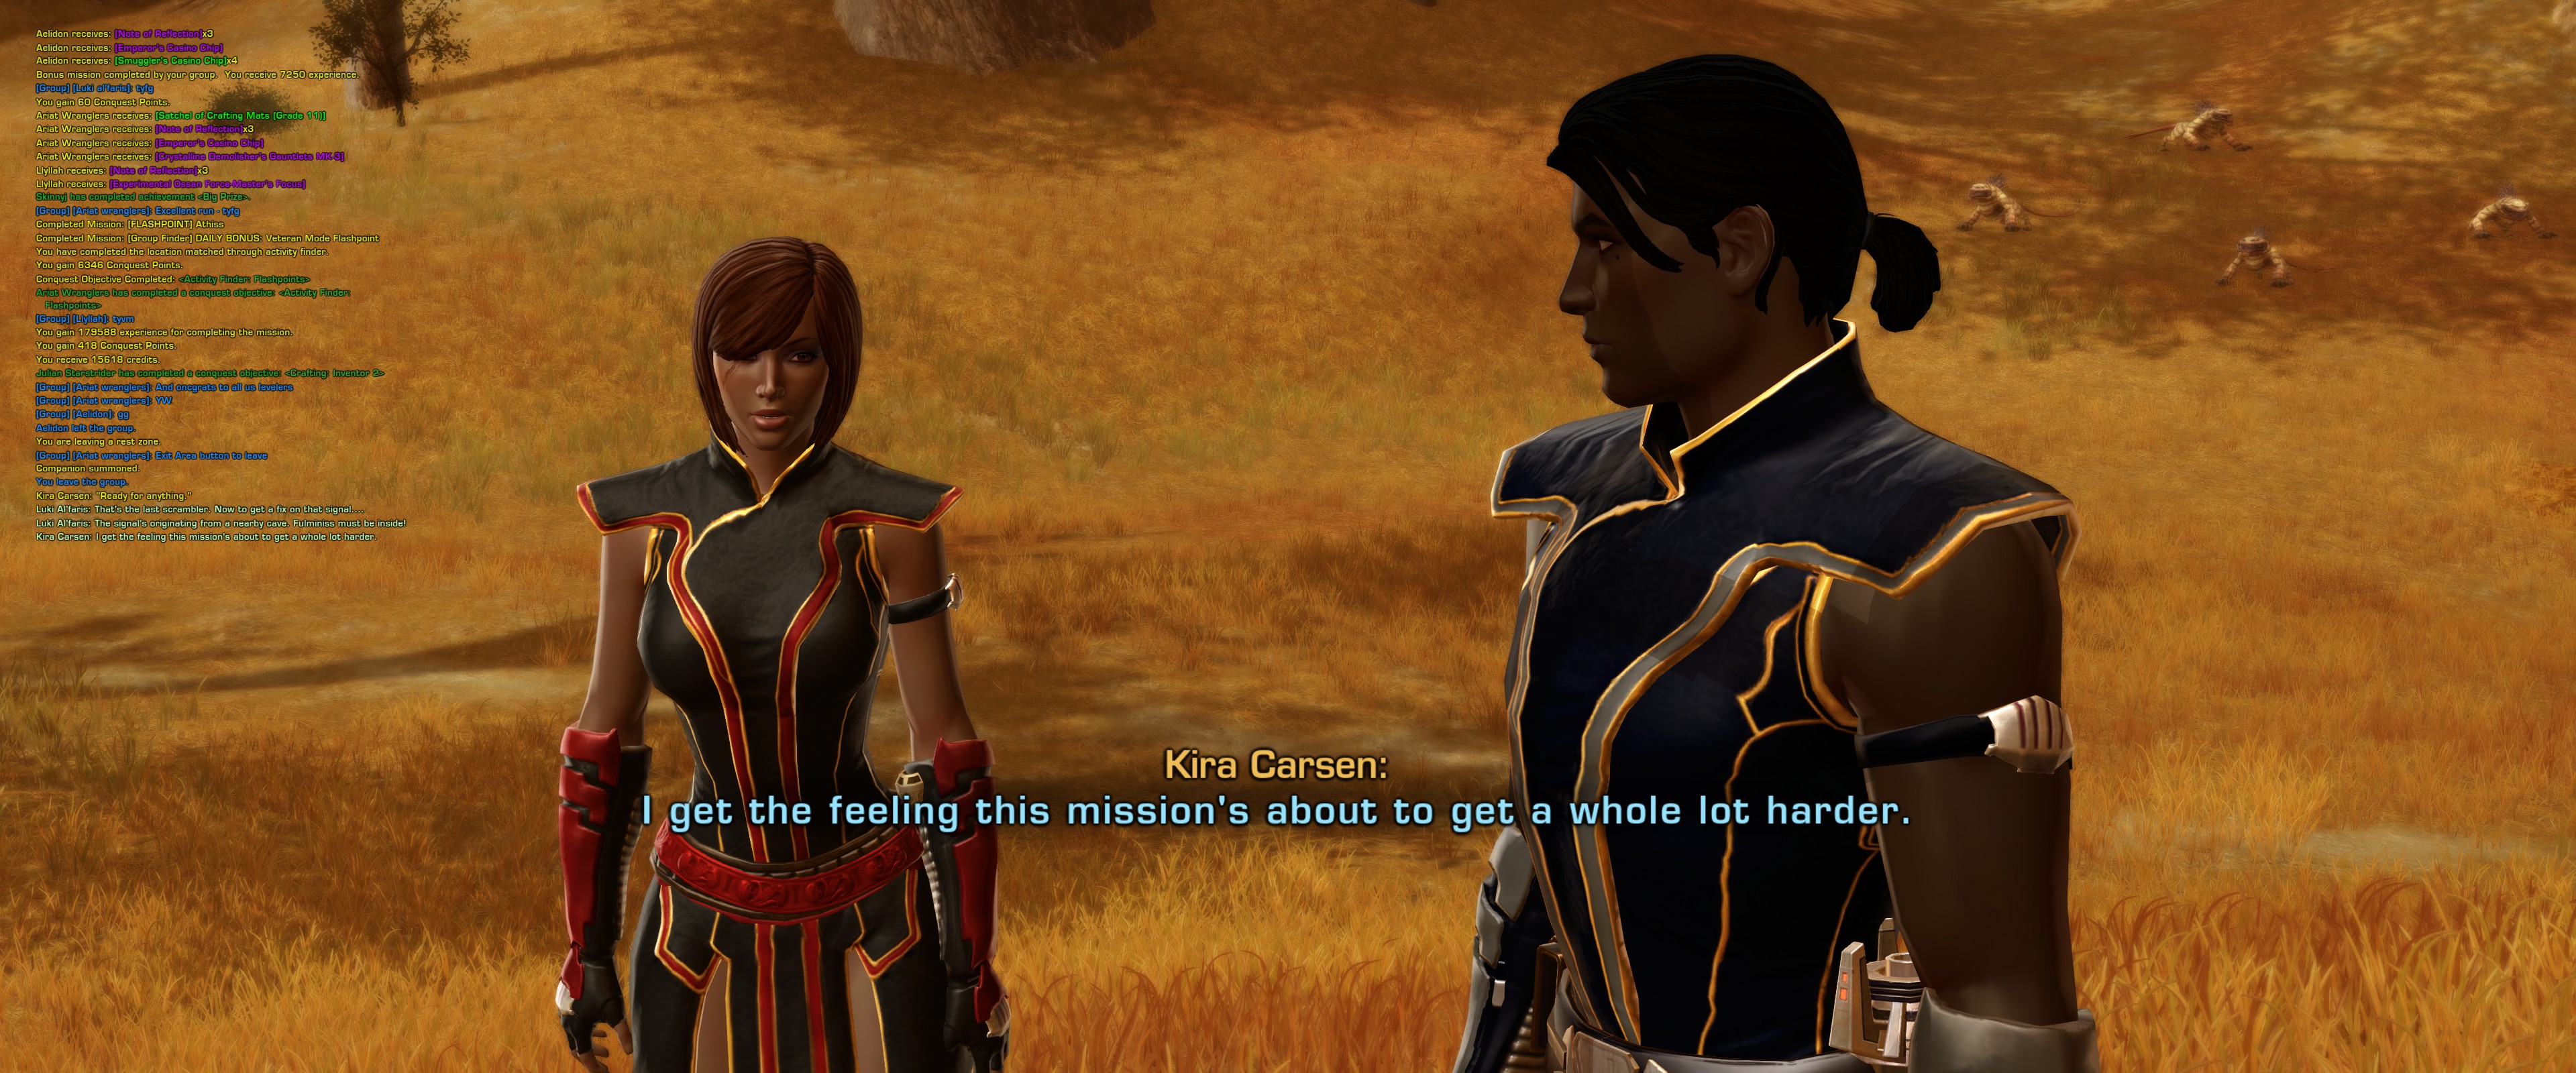 Aelidon receives: [Note of Reflection]x3
Aelidon receives: [Emperor's Casino Chip]
Aelidon receives: [Smuggler's Casino Chip]x4
Bonus mission completed by your group.  You receive 7250 experience.
[Group] [Luki al'faris]: tyfg
You gain 60 Conquest Points.
Ariat Wranglers receives: [Satchel of Crafting Mats (Grade 11)]
Ariat Wranglers receives: [Note of Reflection]x3
Ariat Wranglers receives: [Emperor's Casino Chip]
Ariat Wranglers receives: [Crystalline Demolisher's Gauntlets MK-3]
Llyllah receives: [Note of Reflection]x3
Llyllah receives: [Experimental Ossan Force-Master's Focus]
Skinnyj has completed achievement <Big Prize>.
[Group] [Ariat wranglers]: Excellent run - tyfg
Completed Mission: [FLASHPOINT] Athiss
Completed Mission: [Group Finder] DAILY BONUS: Veteran Mode Flashpoint
You have completed the location matched through activity finder.
You gain 6346 Conquest Points.
Conquest Objective Completed: <Activity Finder: Flashpoints>
Ariat Wranglers has completed a conquest objective: <Activity Finder:
Flashpoints>
[Group] [Llyllah]: tyvm
You gain 179588 experience for completing the mission.
You gain 418 Conquest Points.
You receive 15618 credits.
Julian Starstrider has completed a conquest objective: <Crafting: Inventor 2>
[Group] [Ariat wranglers]: And oncgrats to all us levelers
[Group] [Ariat wranglers]: YW
[Group] [Aelidon]: gg
Aelidon left the group.
You are leaving a rest zone.
[Group] [Ariat wranglers]: Exit Area button to leave
Companion summoned.
You leave the group.
Kira Carsen: "Ready for anything."
Luki Al'faris: That's the last scrambler. Now to get a fix on that signal....
Luki Al'faris: The signal's originating from a nearby cave. Fulminiss must be inside!
Kira Carsen: I get the feeling this mission's about to get a whole lot harder.
Kira Carsen:
I get the feeling this mission's about to get a whole lot harder.